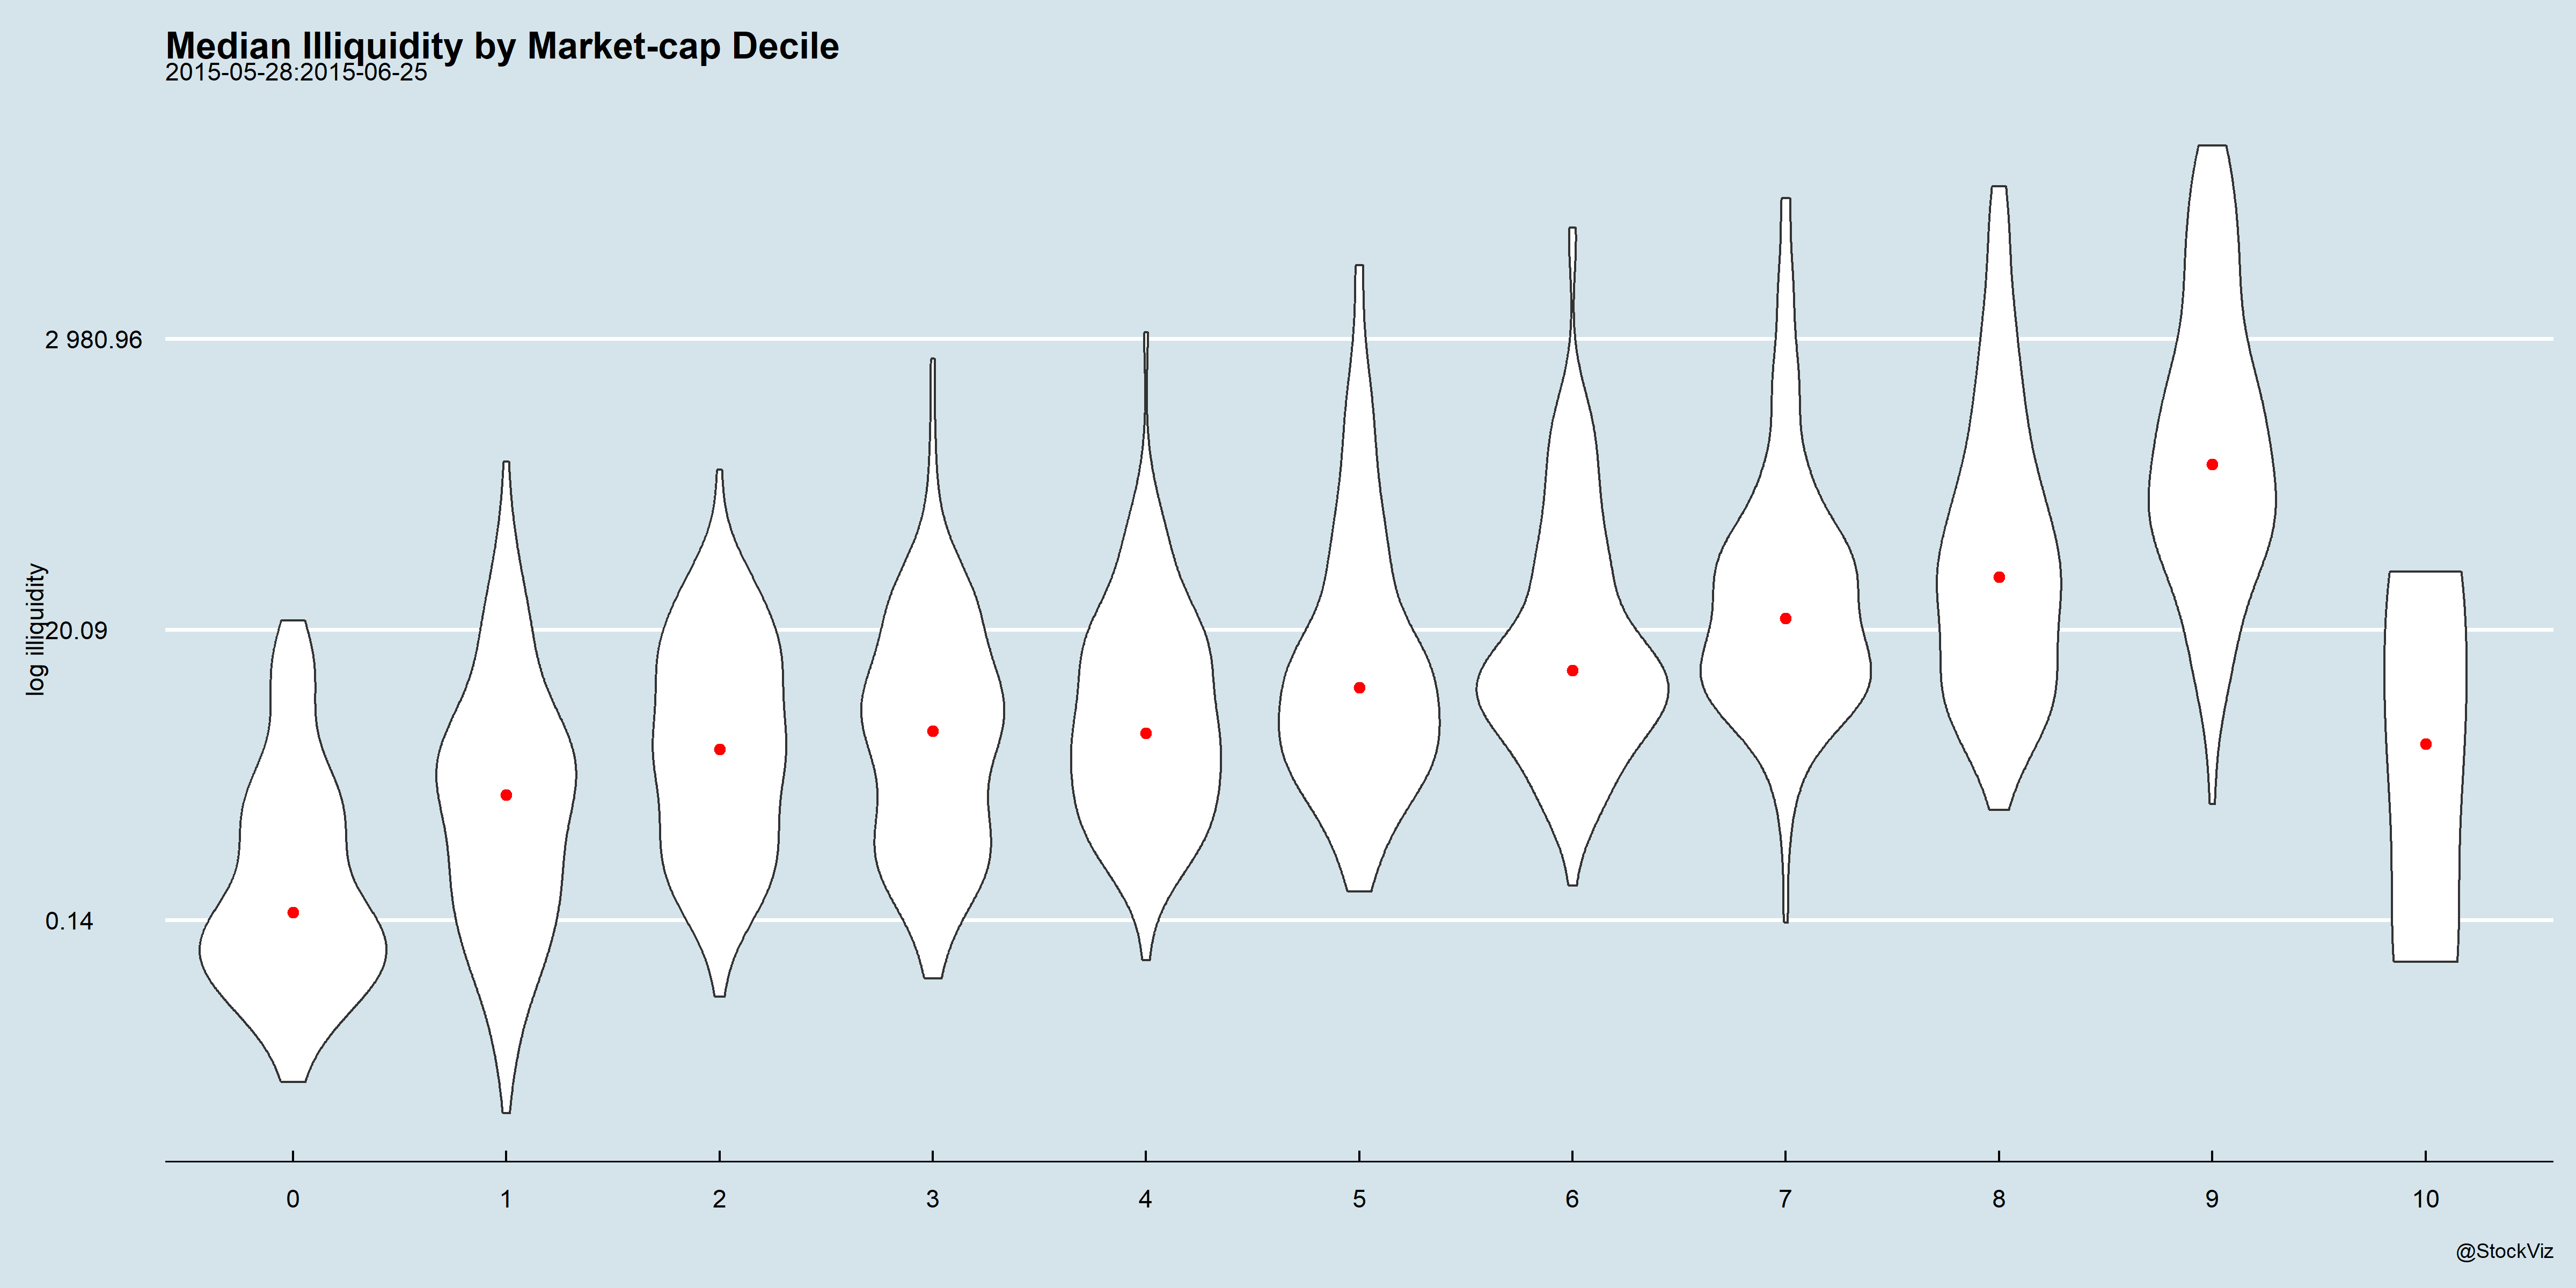 Median Illiquidity by Market-cap Decile
2015-05-28:2015-06-25
2 980.96
20.09
0.14
log illiquidity
0 1 2 3 4 5 6 7 8 9 10
@StockViz